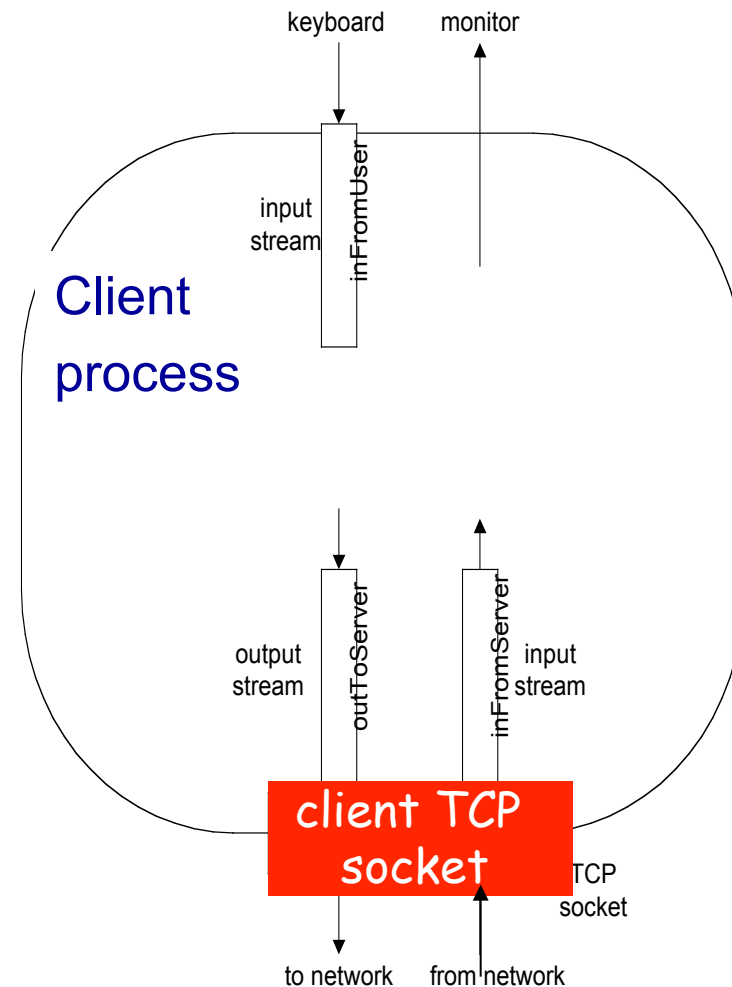 keyboard monitor
input
stream
inFromUser
Client
process
output
stream
outToServer
inFromServer
input
stream
client TCP
socket
TCP
socket
to network from network